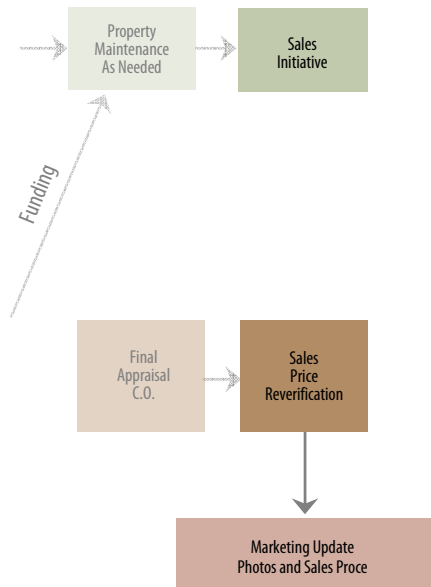 Property
Maintenance
As Needed
Sales
Initiative
Funding
Final
Appraisal
C.O.
Sales
Price
Reverification
Marketing Update
Photos and Sales Proce